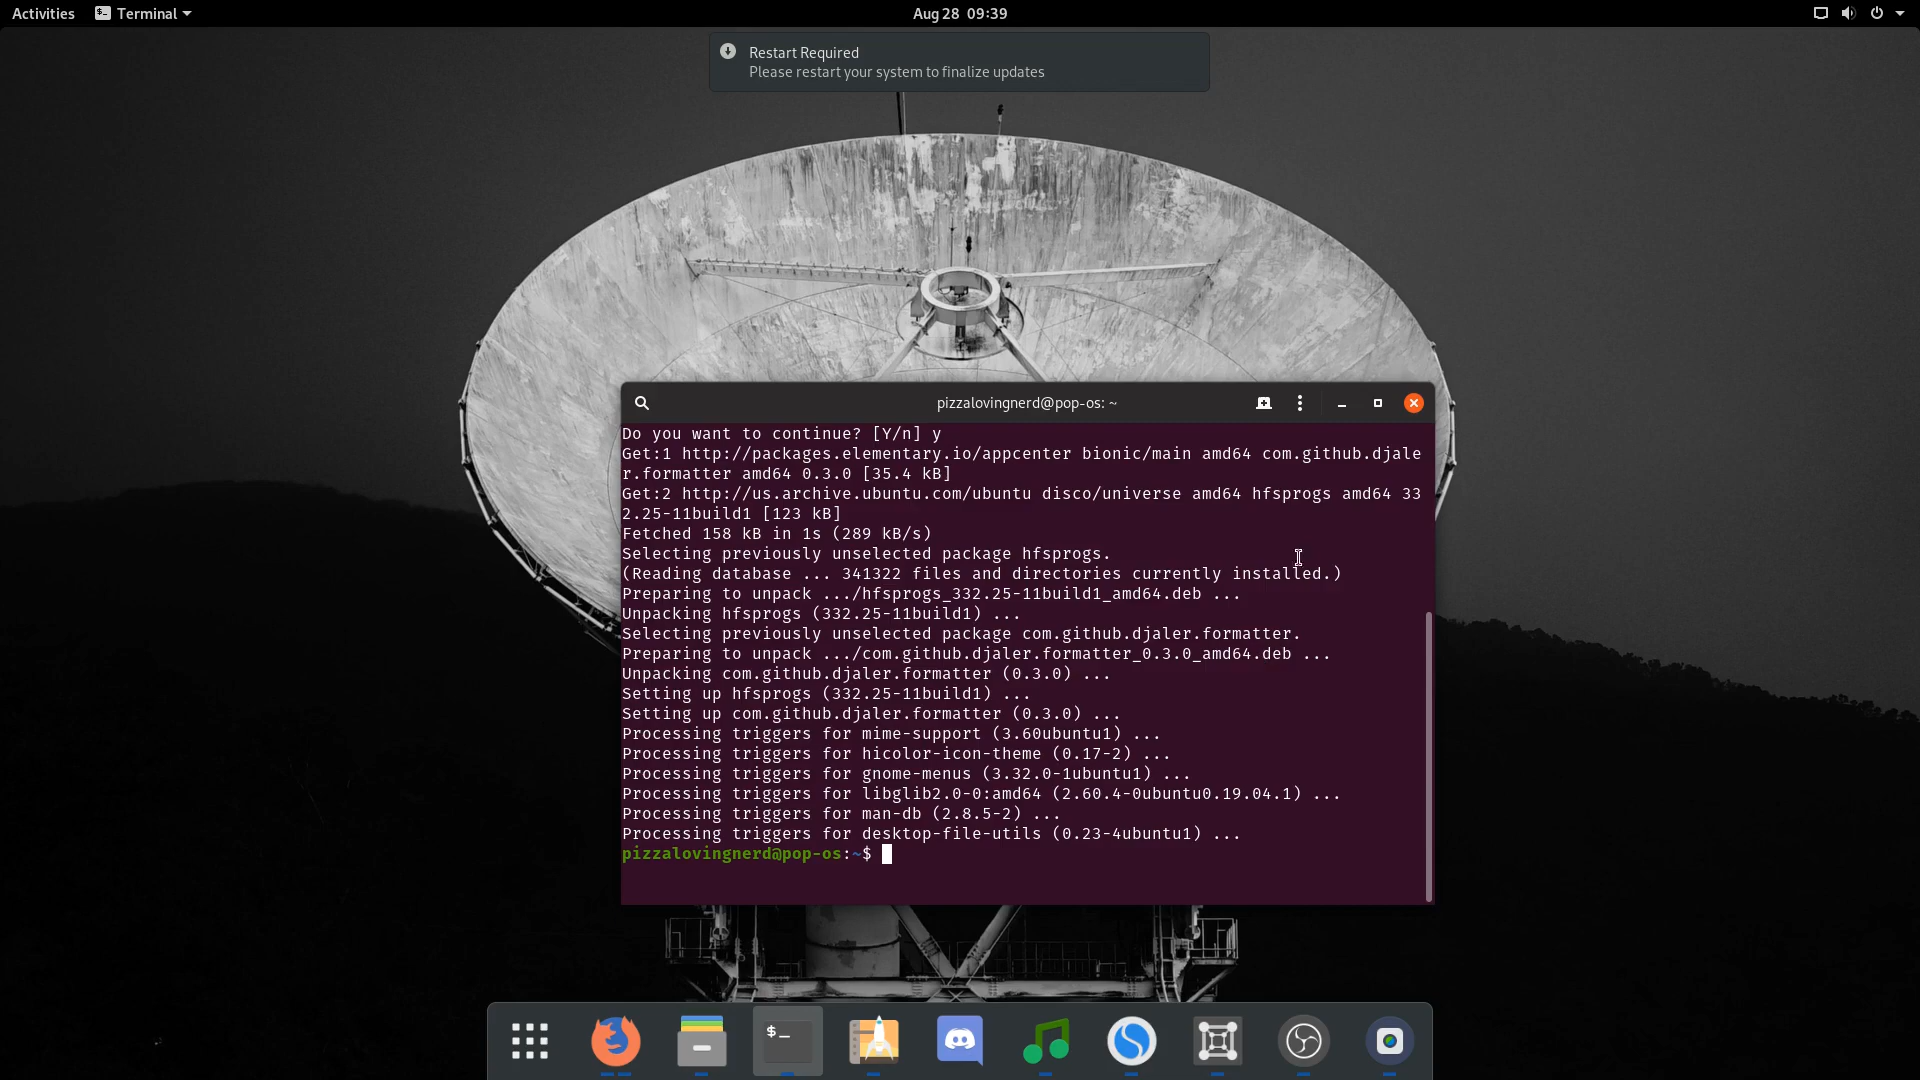 Activities
Terminal
Aug 28 09:39
Restart Required
Please restart your system to finalize updates
pizzalovingnerd@pop-os: ~
Do you want to continue? [Y/n] y
Get:1 http://packages.elementary.io/appcenter bionic/main amd64 com.github.djale
r.formatter amd64 0.3.0 [35.4 kB]
Get:2 http://us.archive.ubuntu.com/ubuntu disco/universe amd64 hfsprogs amd64 33
2.25-11build1 [123 kB]
Fetched 158 kB in 1s (289 kB/s)
Selecting previously unselected package hfsprogs.
(Reading database ... 341322 files and directories currently installed.)
Preparing to unpack .../hfsprogs_332.25-11build1_amd64.deb ...
Unpacking hfsprogs (332.25-11build1) ...
Selecting previously unselected package com.github.djaler.formatter.
Preparing to unpack .../com.github.djaler.formatter_0.3.0_amd64.deb ...
Unpacking com.github.djaler.formatter (0.3.0) ...
Setting up hfsprogs (332.25-11build1) ...
Setting up com.github.djaler.formatter (0.3.0) ...
Processing triggers for mime-support (3.60ubuntu1) ...
Processing triggers for hicolor-icon-theme (0.17-2) ...
Processing triggers for gnome-menus (3.32.0-1ubuntu1) ...
Processing triggers for libglib2.0-0:amd64 (2.60.4-0ubuntu0.19.04.1) ...
Processing triggers for man-db (2.8.5-2) ...
Processing triggers for desktop-file-utils (0.23-4ubuntu1) ...
pizzalovingnerd@pop-os:~$
$_